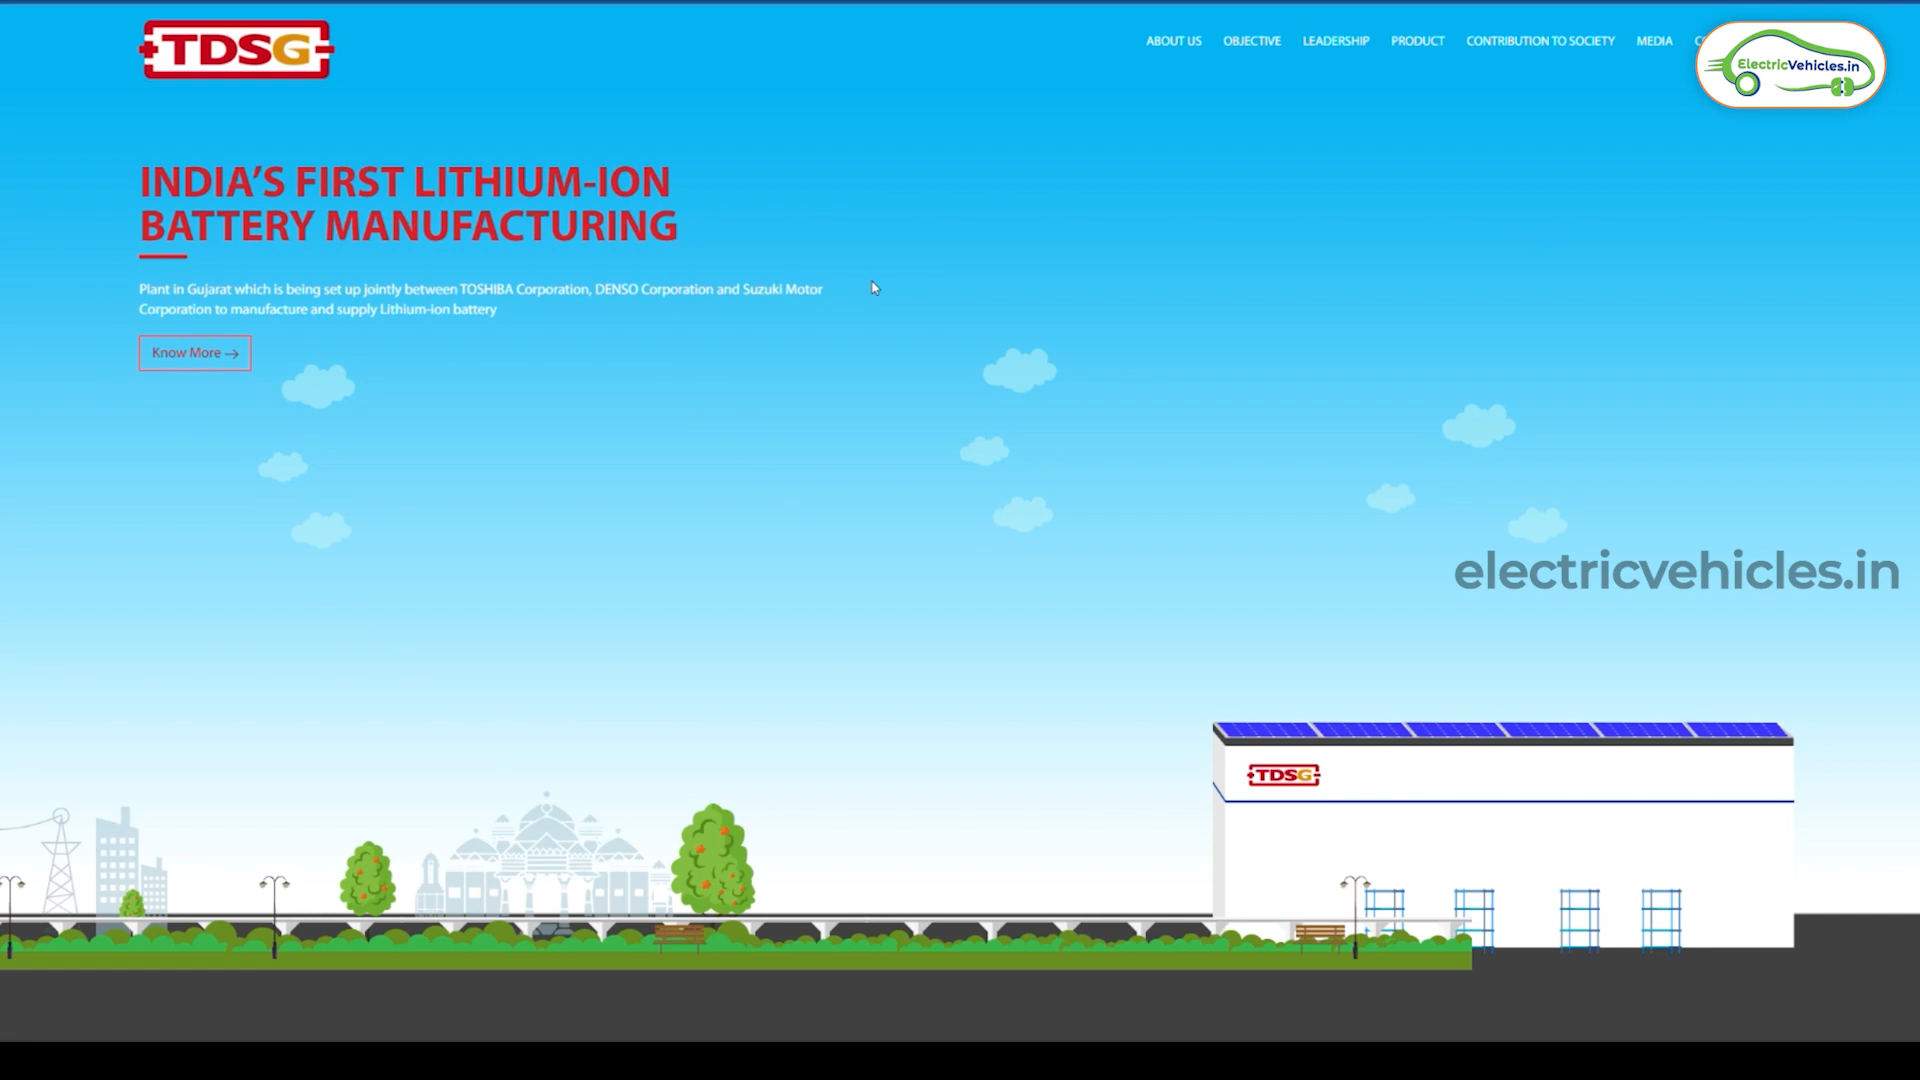 TDSG
ABOUT US
OBJECTIVE
LEADERSHIP
PRODUCT
CONTRIBUTION TO SOCIETY
MEDIA
ElectricVehicles.in
INDIA’S FIRST LITHIUM-ION
BATTERY MANUFACTURING
Plant in Gujarat which is being set up jointly between TOSHIBA Corporation, DENSO Corporation and Suzuki Motor
Corporation to manufacture and supply Lithium-ion battery
Know More →
electricvehicles.in
TDSG